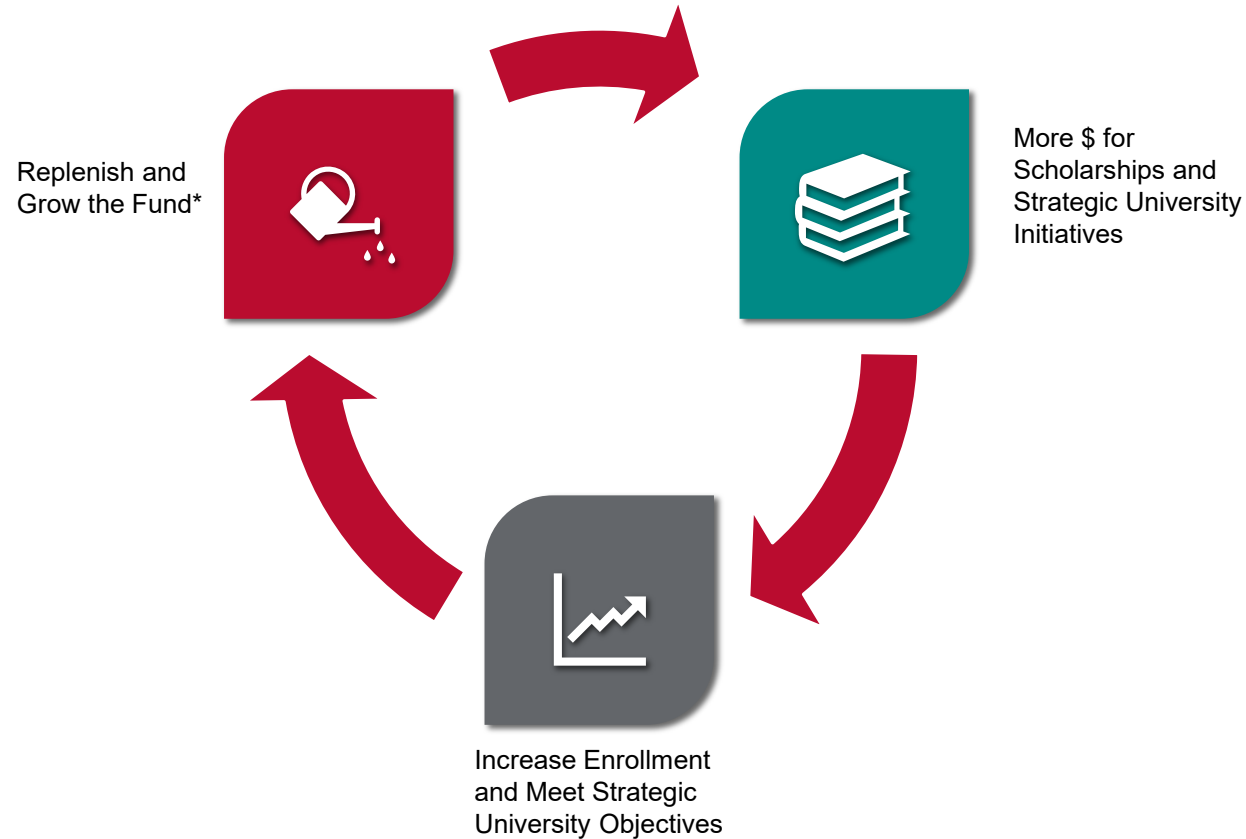 Replenish and
Grow the Fund*
More $ for
Scholarships and
Strategic University
Initiatives
Increase Enrollment
and Meet Strategic
University Objectives